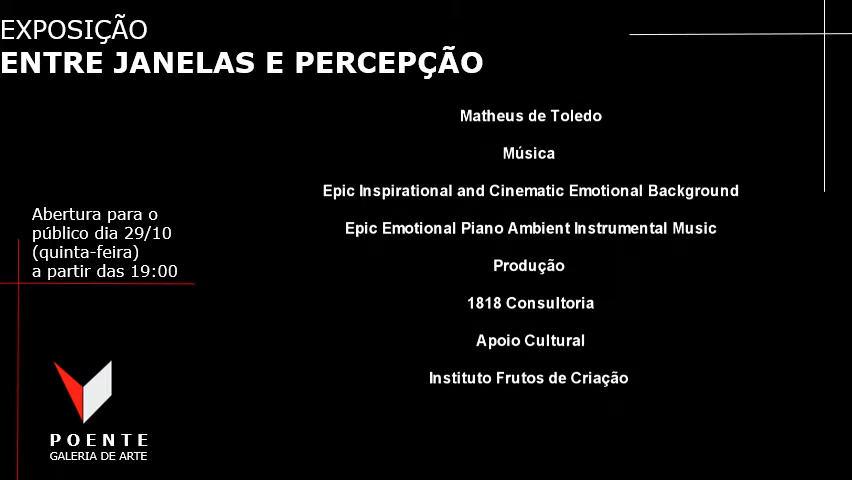 EXPOSIÇÃO
ENTRE JANELAS E PERCEPÇÃO
Matheus de Toledo
Música
Epic Inspirational and Cinematic Emotional Background
Epic Emotional Piano Ambient Instrumental Music
Produção
1818 Consultoria
Apoio Cultural
Instituto Frutos de Criação
Abertura para o
público dia 29/10
(quinta-feira)
a partir das 19:00
POENTE
GALERIA DE ARTE